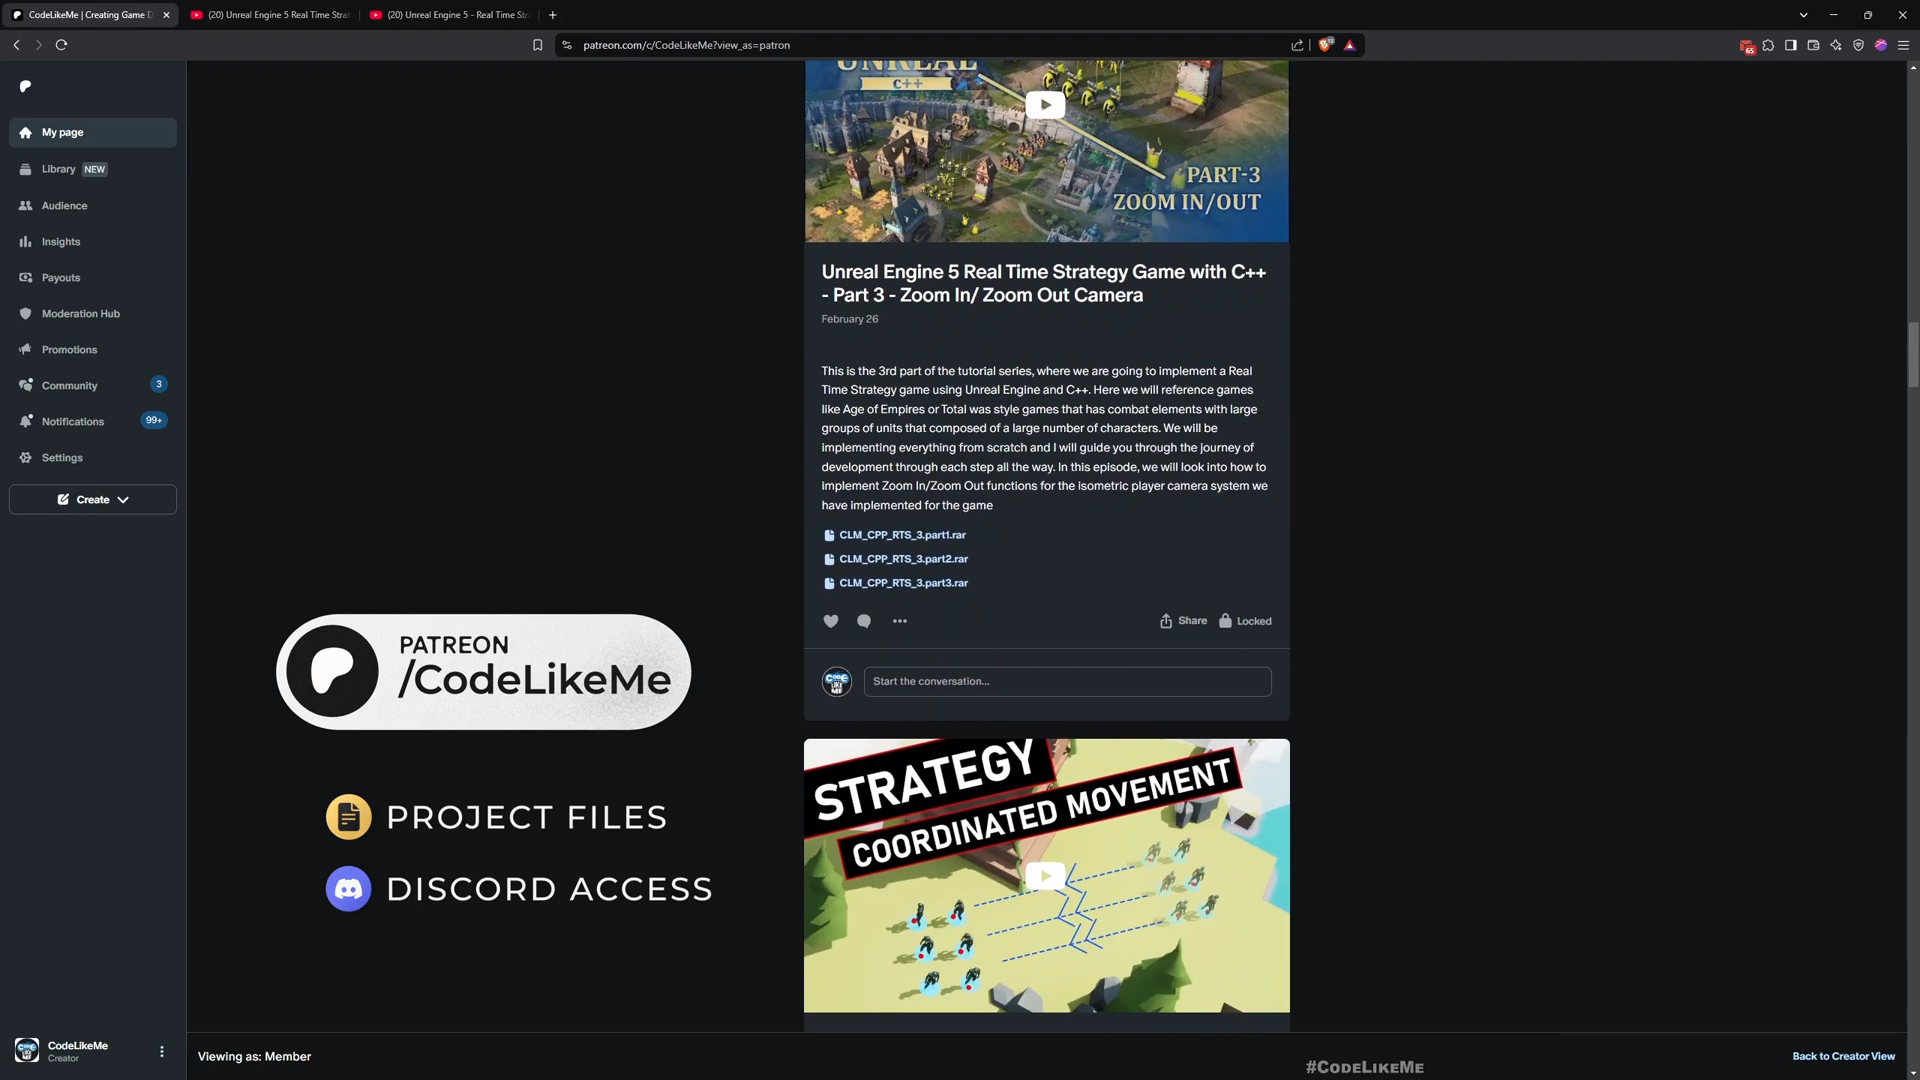 CodeLikeMe | Creating Game D
(20) Unreal Engine 5 Real Time Strat
(20) Unreal Engine 5 - Real Time Str
patreon.com/c/CodeLikeMe?view_as=patron
65
My page
Library NEW
Audience
Insights
Payouts
Moderation Hub
Promotions
Community 3
Notifications 99+
Settings
Create
CodeLikeMe
Creator
UNREAL
C++
PART-3
ZOOM IN/OUT
Unreal Engine 5 Real Time Strategy Game with C++
- Part 3 - Zoom In/ Zoom Out Camera
February 26
This is the 3rd part of the tutorial series, where we are going to implement a Real
Time Strategy game using Unreal Engine and C++. Here we will reference games
like Age of Empires or Total was style games that has combat elements with large
groups of units that composed of a large number of characters. We will be
implementing everything from scratch and I will guide you through the journey of
development through each step all the way. In this episode, we will look into how to
implement Zoom In/Zoom Out functions for the isometric player camera system we
have implemented for the game
CLM_CPP_RTS_3.part1.rar
CLM_CPP_RTS_3.part2.rar
CLM_CPP_RTS_3.part3.rar
Share Locked
CODE LIKE ME
Start the conversation...
PATREON
/CodeLikeMe
PROJECT FILES
DISCORD ACCESS
STRATEGY
COORDINATED MOVEMENT
Viewing as: Member
#CODELIKEME
Back to Creator View